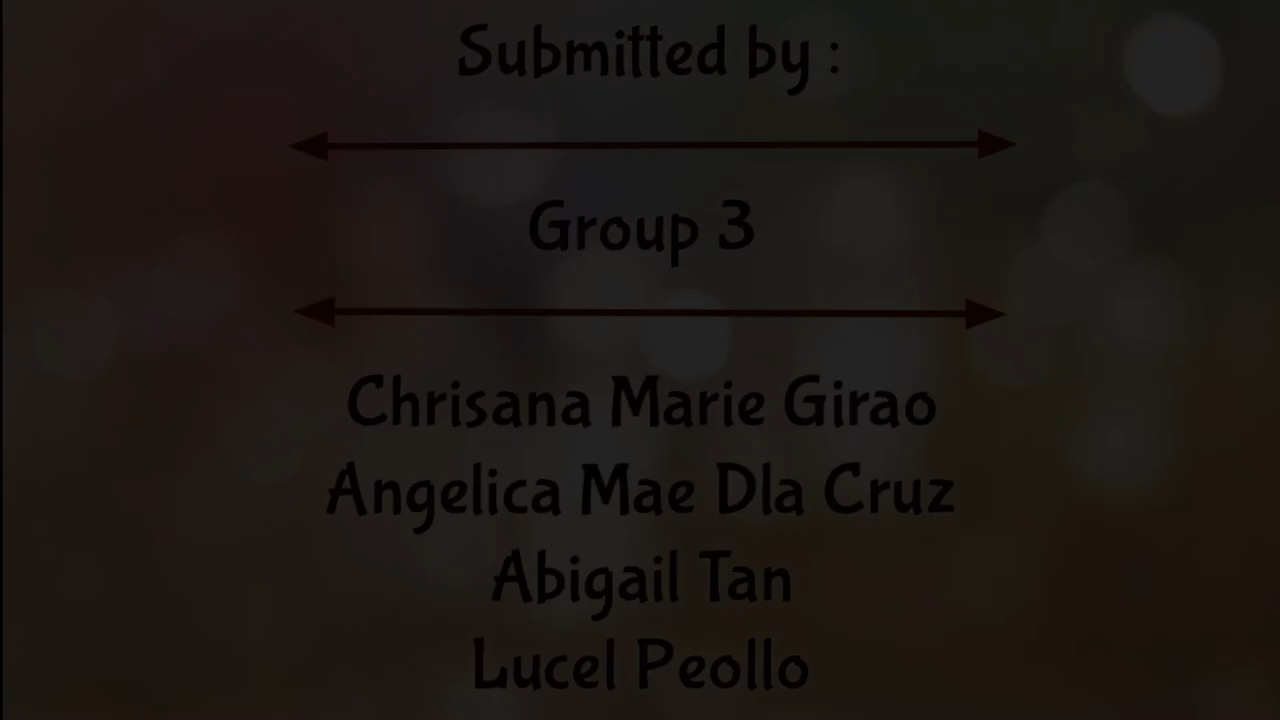 Submitted by :
Group 3
Chrisana Marie Girao
Angelica Mae Dla Cruz
Abigail Tan
Lucel Peollo